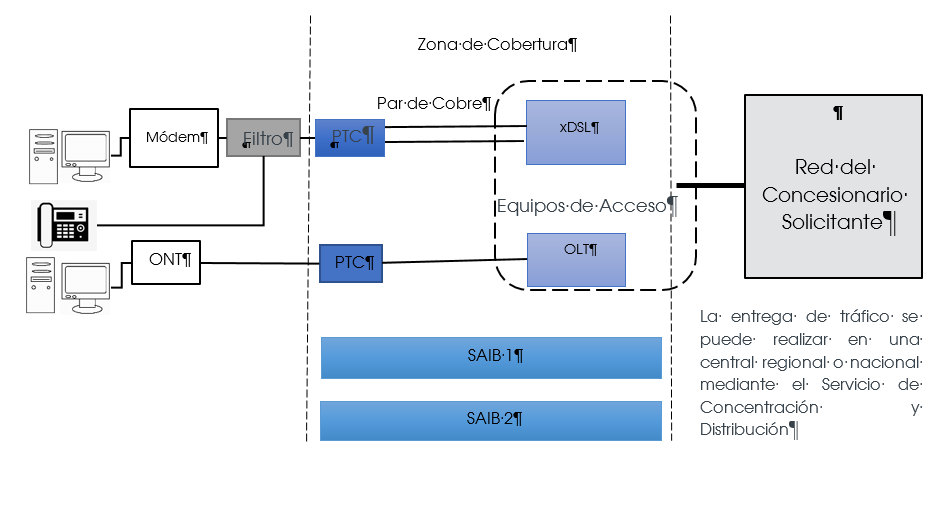 Zona·de·Cobertura¶
Par·de·Cobre¶
xDSL¶
Módem¶
Filtro¶
¶
PTC¶
¶
¶
Red·del·
Concesionario·
Solicitante¶
Equipos·de·Acceso¶
ONT¶
PTC¶
OLT¶
La· entrega· de· tráfico· se·
puede· realizar· en· una·
central· regional· o· nacional·
mediante· el· Servicio· de·
Concentración· y·
Distribución¶
SAIB·1¶
SAIB·2¶